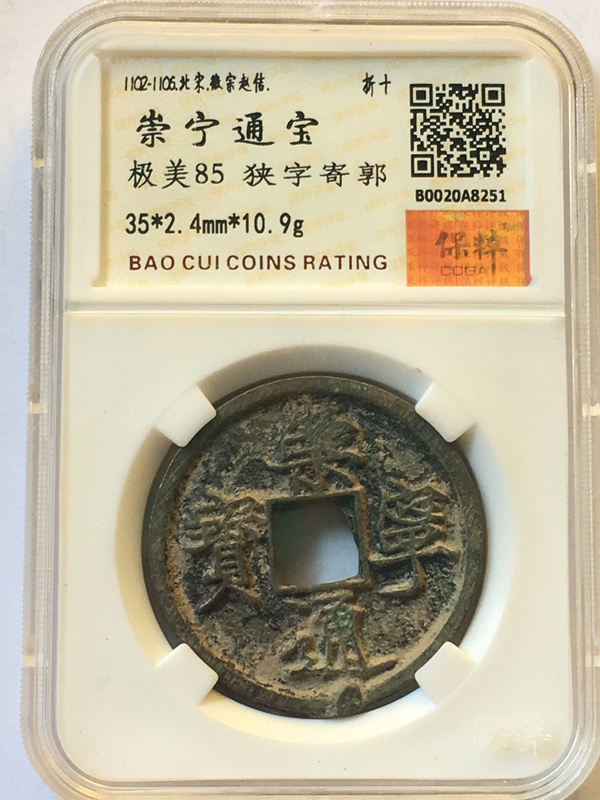 1102-1106.北宋.徽宗赵佶.
折十
崇宁通宝
极美85 狭字寄郭
B0020A8251
35*2.4mm*10.9g
保粹
COGA
BAO CUI COINS RATING
崇
寧
通
寳